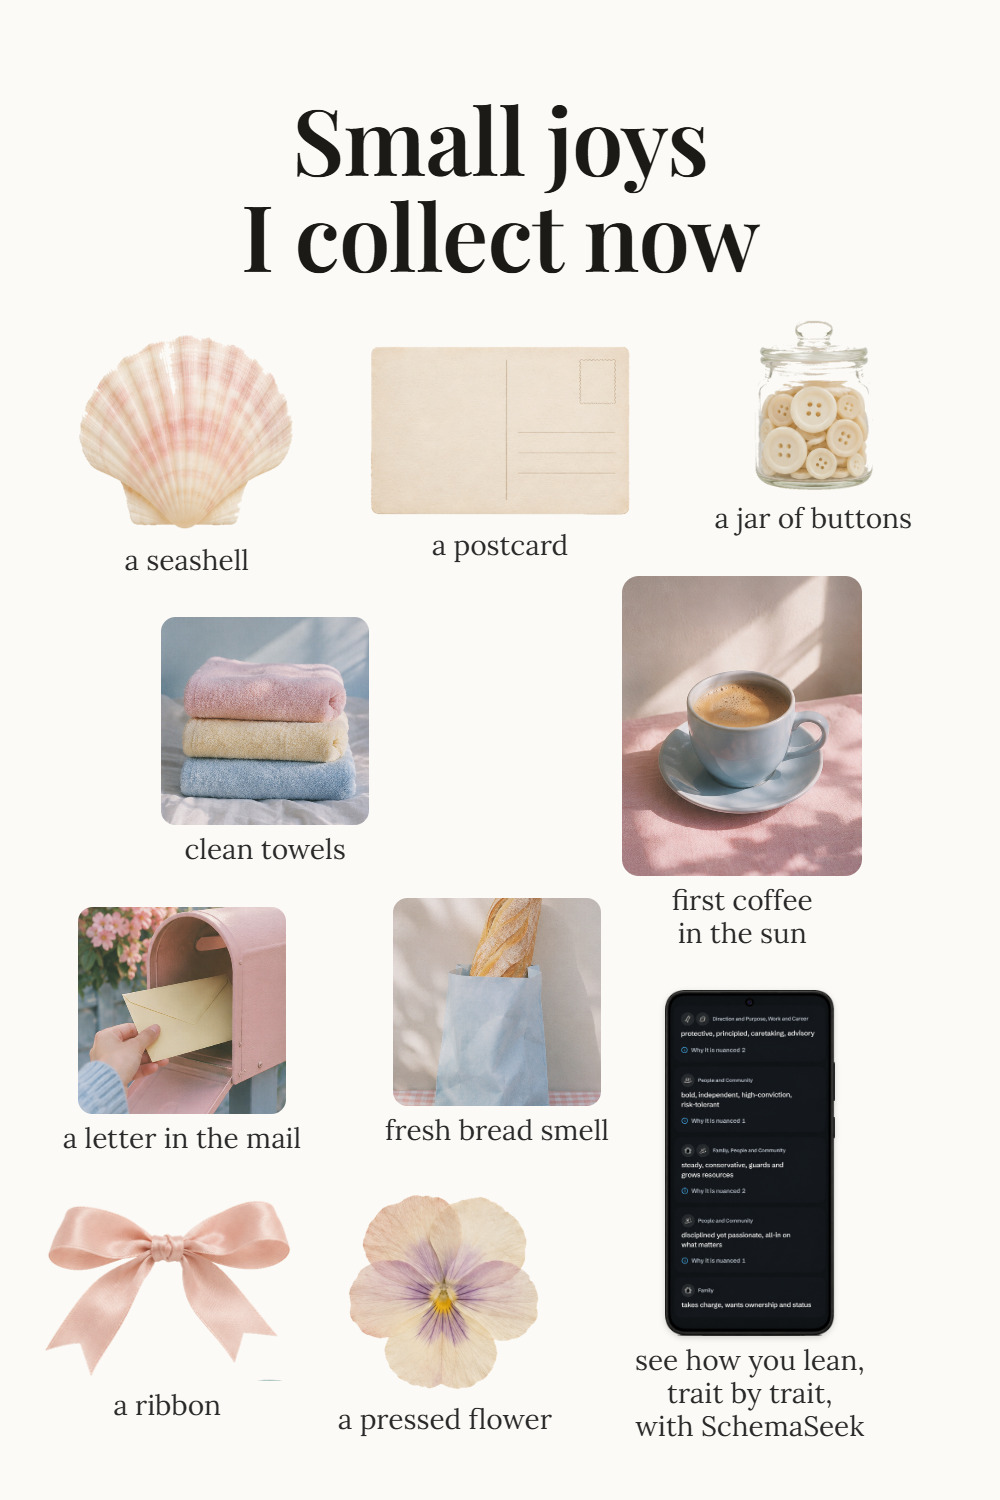 Small joys
I collect now
a seashell
a postcard
a jar of buttons
clean towels
first coffee
in the sun
a letter in the mail
fresh bread smell
Direction and Purpose, Work and Career
protective, principled, caretaking, advisory
Why it is nuanced 2
People and Community
bold, independent, high-conviction,
risk-tolerant
Why it is nuanced 1
Family, People and Community
steady, conservative, guards and
grows resources
Why it is nuanced 2
People and Community
disciplined yet passionate, all-in on
what matters
Why it is nuanced 1
Family
takes charge, wants ownership and status
a ribbon
a pressed flower
see how you lean,
trait by trait,
with SchemaSeek